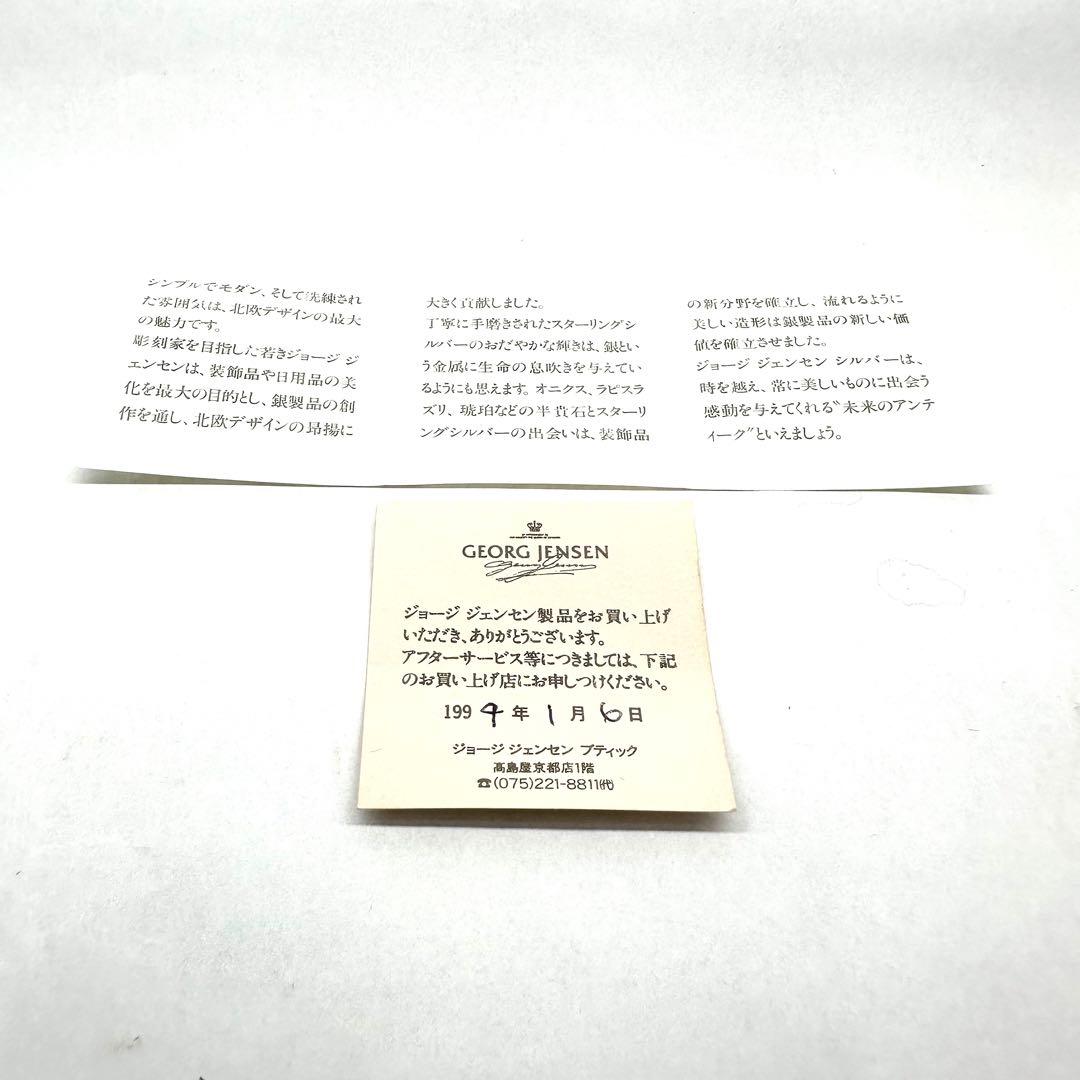 シンプルでモダン、そして洗練され
た雰囲気は、北欧デザインの最大
の魅力です。
彫刻家を目指した若きジョージ ジ
ェンセンは、装飾品や日用品の美
化を最大の目的とし、銀製品の創
作を通し、北欧デザインの昂揚に
大きく貢献しました。
丁寧に手磨きされたスターリングシ
ルバーのおだやかな輝きは、銀とい
う金属に生命の息吹きを与えてい
るようにも思えます。オニクス、ラピスラ
ズリ、琥珀などの半貴石とスターリ
ングシルバーの出会いは、装飾品
の新分野を確立し、流れるように
美しい造形は銀製品の新しい価
値を確立させました。
ジョージ ジェンセン シルバーは、
時を越え、常に美しいものに出会う
感動を与えてくれる〝未来のアンテ
ィーク〟といえましょう。
GEORG JENSEN
ジョージ ジェンセン製品をお買い上げ
いただき、ありがとうございます。
アフターサービス等につきましては、下記
のお買い上げ店にお申しつけください。
1994年1月6日
ジョージ ジェンセン ブティック
髙島屋京都店1階
☎(075)221-8811㈹